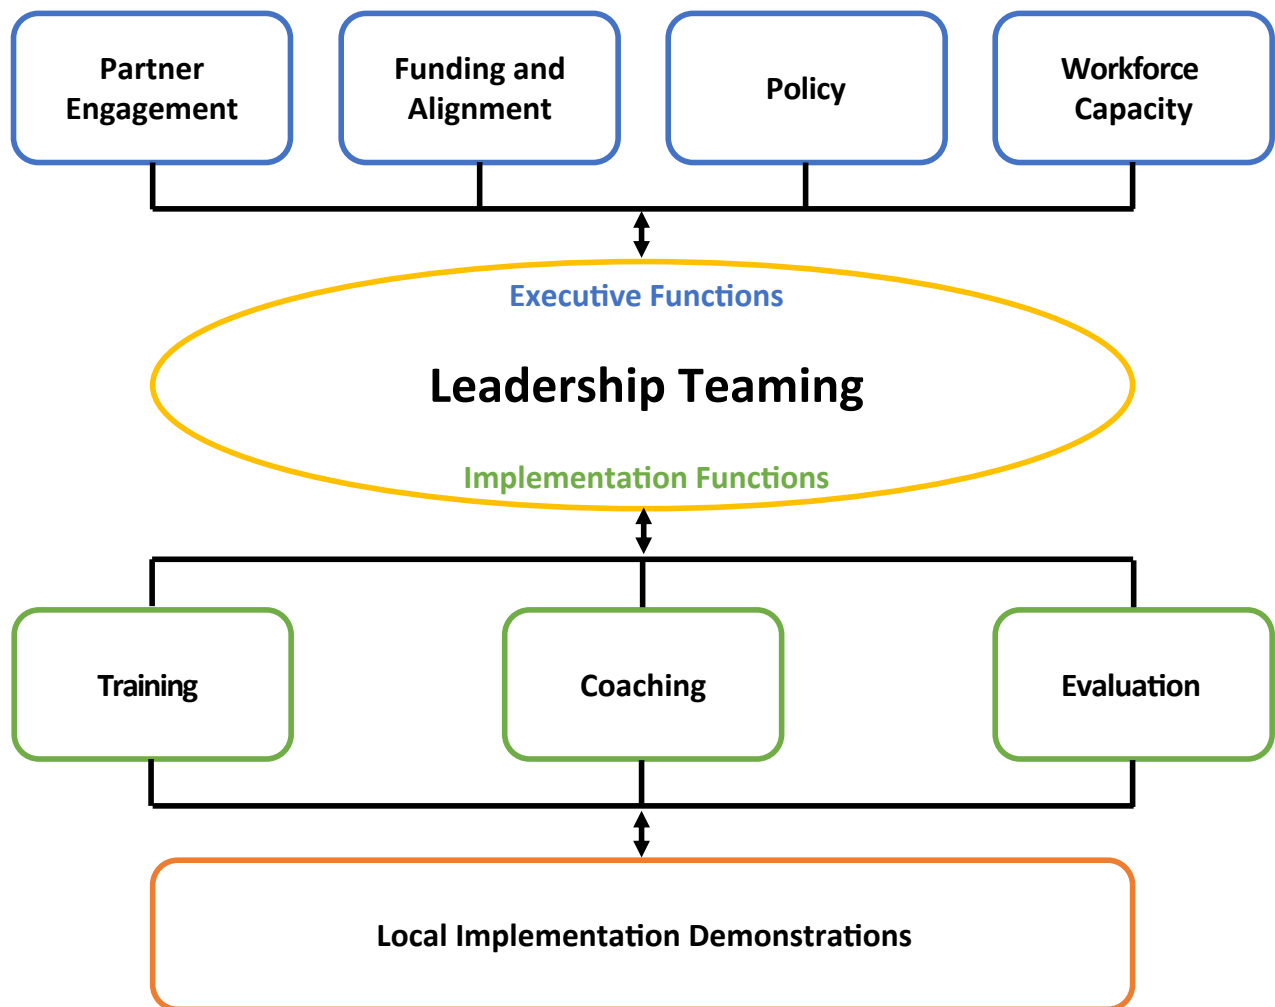 Partner
Engagement
Funding and
Alignment
Policy
Workforce
Capacity
Executive Functions
Leadership Teaming
Implementation Functions
Training
Coaching
Evaluation
Local Implementation Demonstrations